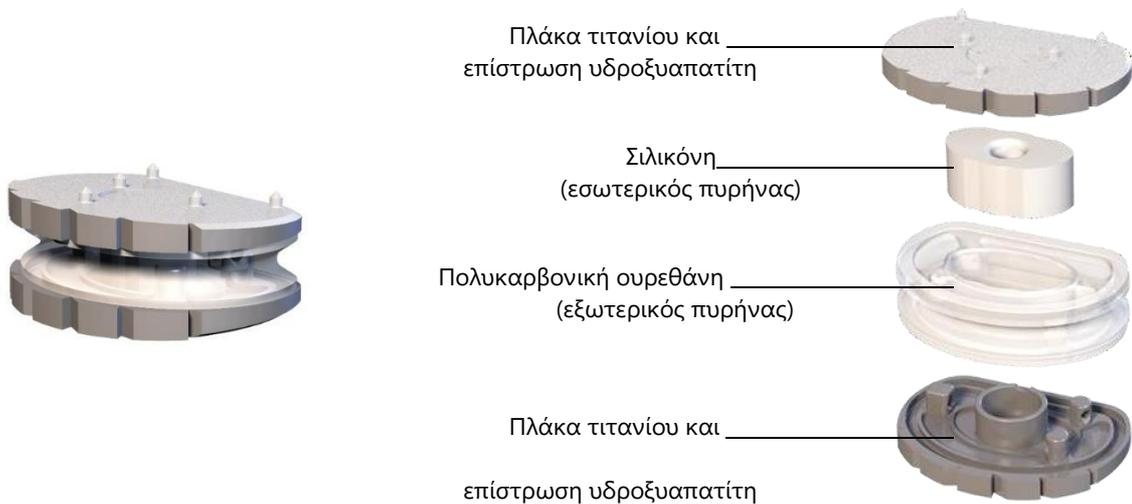 Πλάκα τιτανίου και
επίστρωση υδροξυαπατίτη
Σιλικόνη
(εσωτερικός πυρήνας)
Πολυκαρβονική ουρεθάνη
(εξωτερικός πυρήνας)
Πλάκα τιτανίου και
επίστρωση υδροξυαπατίτη